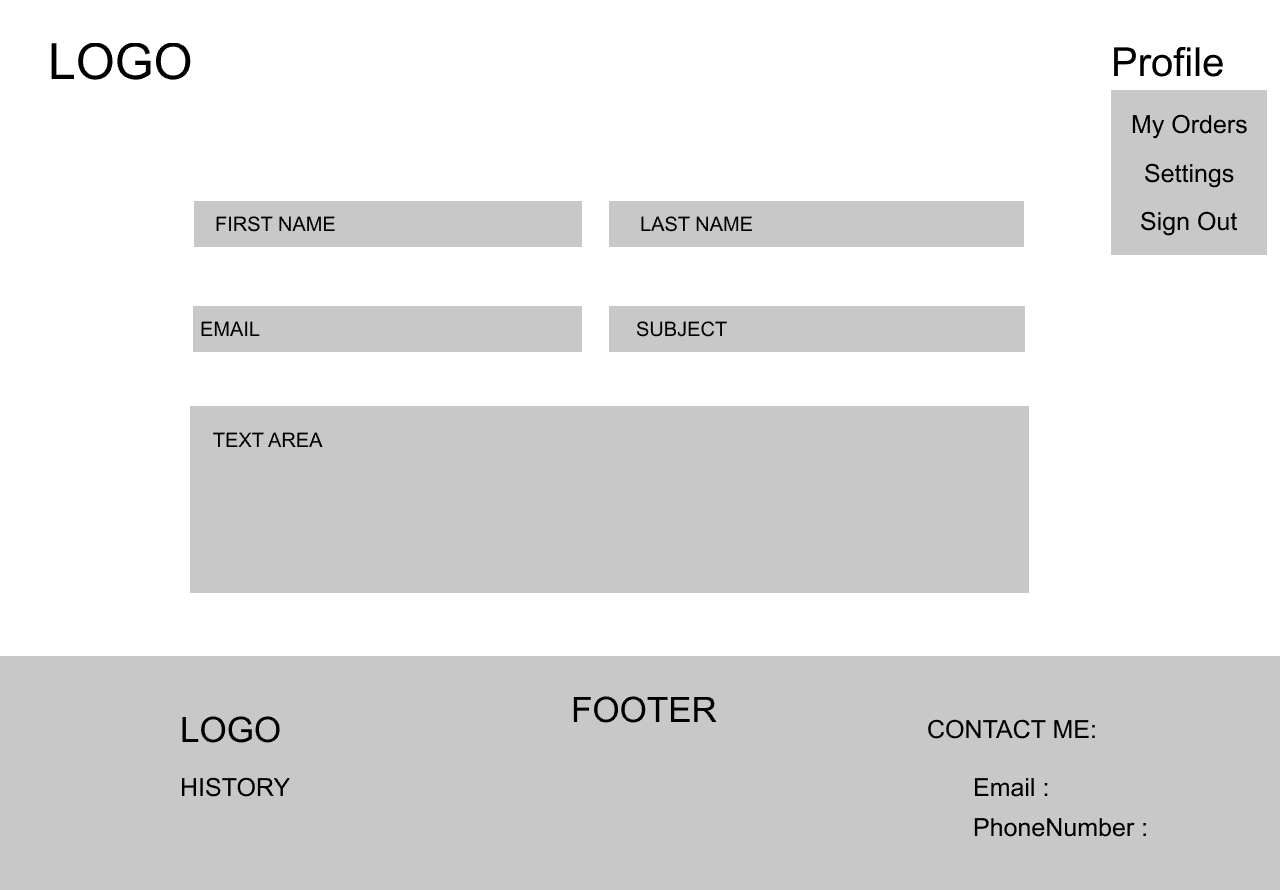 LOGO
Profile
My Orders
Settings
Sign Out
FIRST NAME
LAST NAME
EMAIL
SUBJECT
TEXT AREA
FOOTER
LOGO
HISTORY
CONTACT ME:
Email :
PhoneNumber :